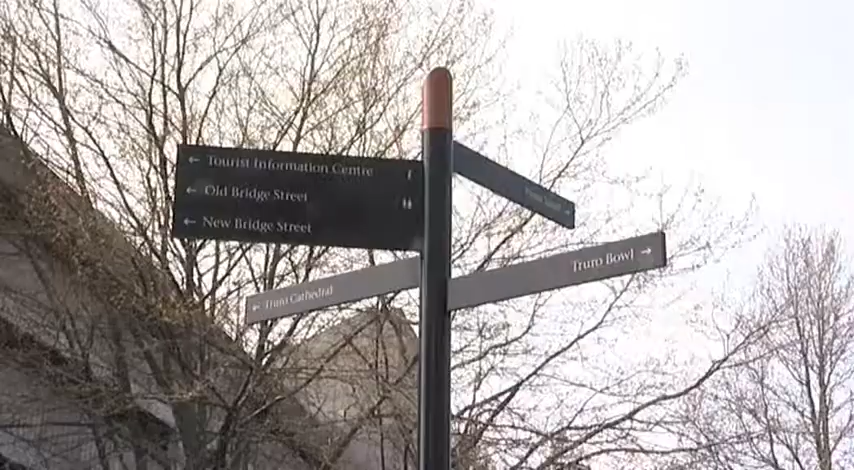 ← Tourist Information Centre i
← Old Bridge Street
← New Bridge Street
Truro Bowl →
← Truro Cathedral